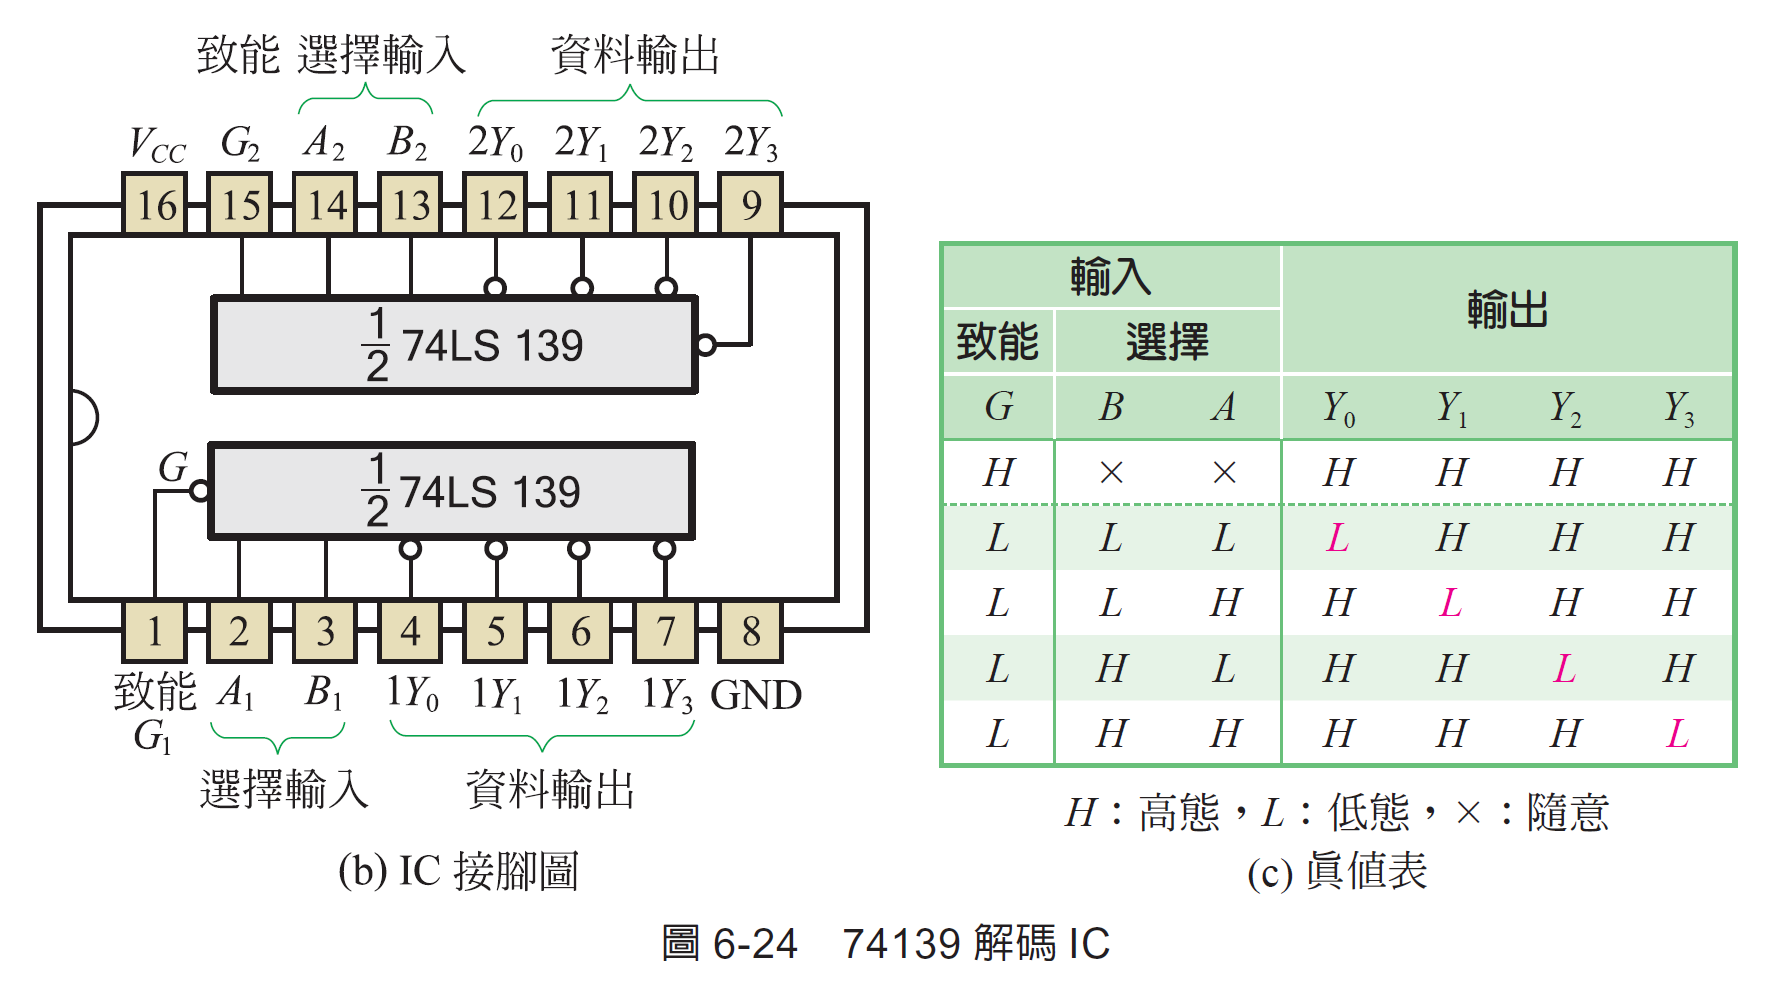 致能 選擇輸入 資料輸出
VCC G2 A2 B2 2Y0 2Y1 2Y2 2Y3
16 15 14 13 12 11 10 9
1/2 74LS 139
G
1/2 74LS 139
1 2 3 4 5 6 7 8
致能 A1 B1 1Y0 1Y1 1Y2 1Y3 GND
G1
選擇輸入 資料輸出
(b) IC 接腳圖
輸入 輸出
致能 選擇
G B A Y0 Y1 Y2 Y3
H × × H H H H
L L L L H H H
L L H H L H H
L H L H H L H
L H H H H H L
H：高態，L：低態，×：隨意
(c) 眞值表
圖 6-24 74139 解碼 IC